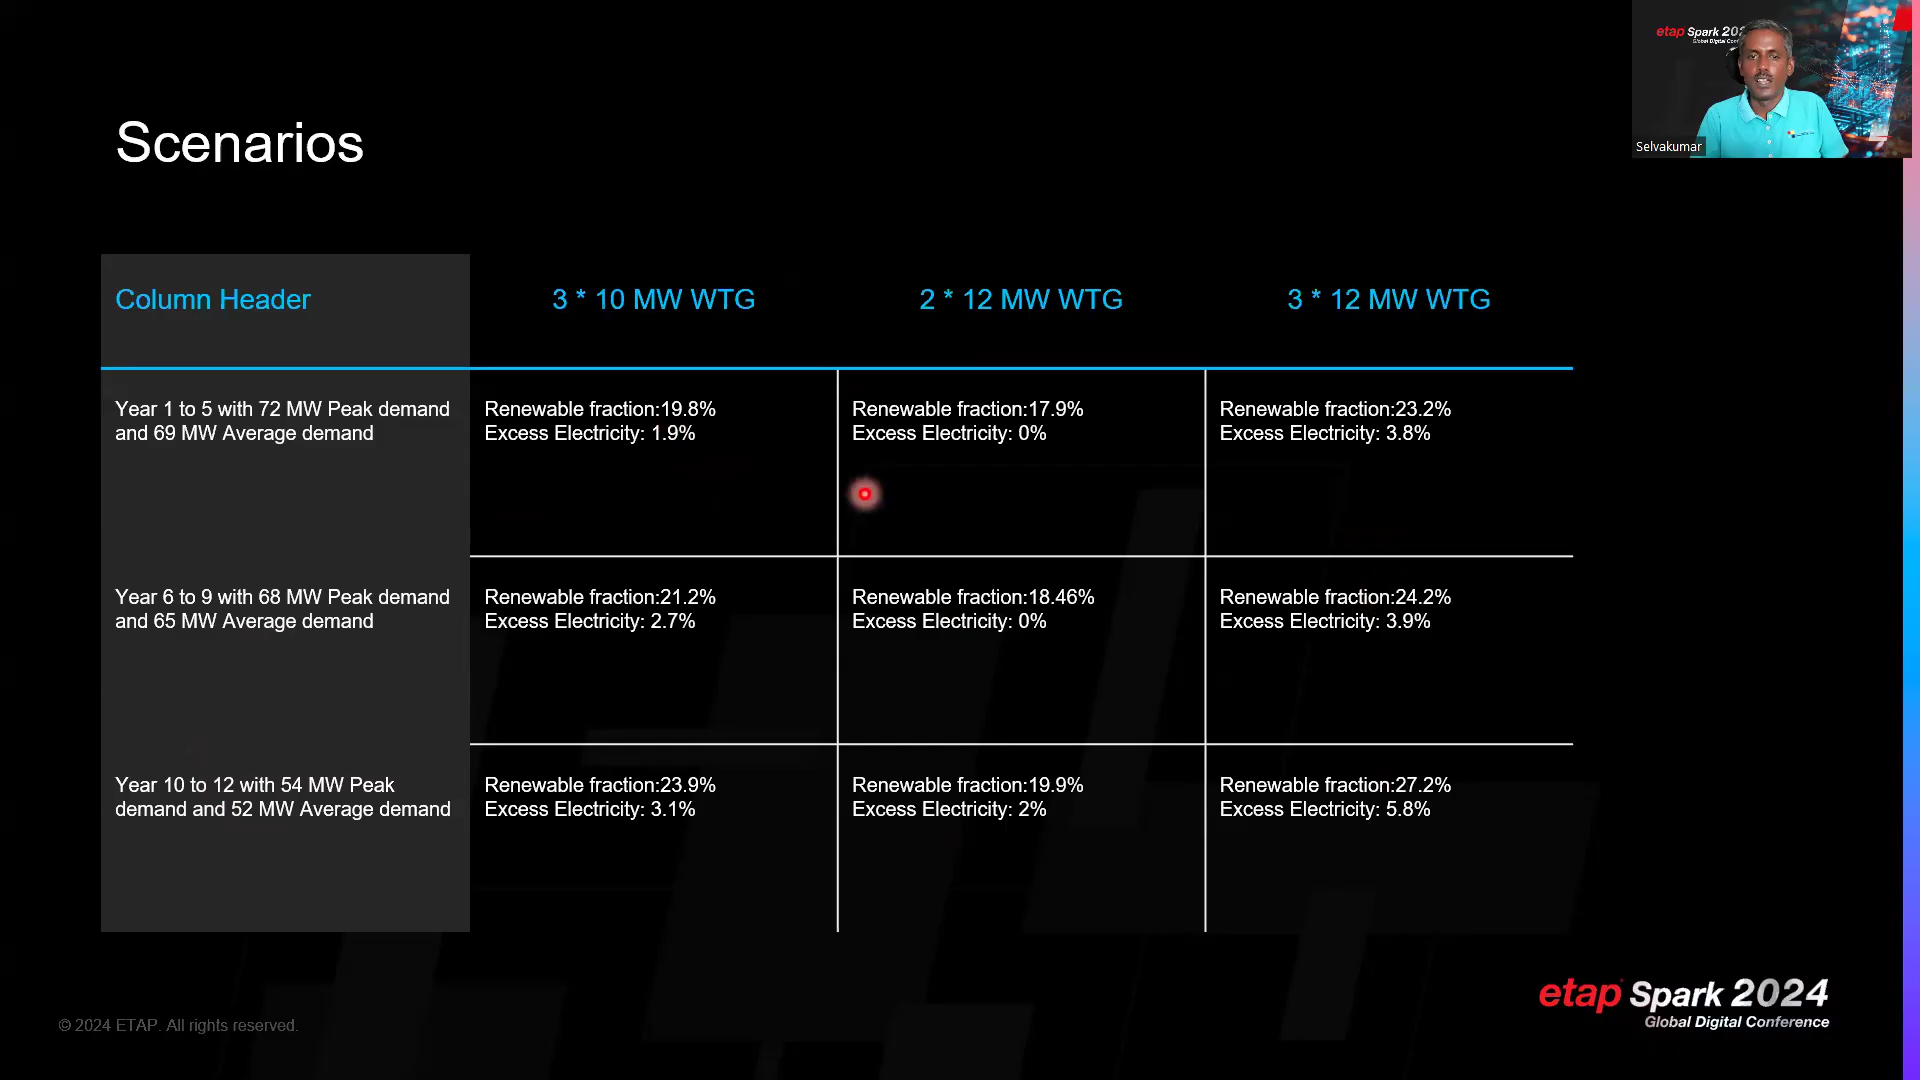 etap Spark 202
Selvakumar
Scenarios
Column Header
3 * 10 MW WTG
2 * 12 MW WTG
3 * 12 MW WTG
Year 1 to 5 with 72 MW Peak demand
and 69 MW Average demand
Renewable fraction:19.8%
Excess Electricity: 1.9%
Renewable fraction:17.9%
Excess Electricity: 0%
Renewable fraction:23.2%
Excess Electricity: 3.8%
Year 6 to 9 with 68 MW Peak demand
and 65 MW Average demand
Renewable fraction:21.2%
Excess Electricity: 2.7%
Renewable fraction:18.46%
Excess Electricity: 0%
Renewable fraction:24.2%
Excess Electricity: 3.9%
Year 10 to 12 with 54 MW Peak
demand and 52 MW Average demand
Renewable fraction:23.9%
Excess Electricity: 3.1%
Renewable fraction:19.9%
Excess Electricity: 2%
Renewable fraction:27.2%
Excess Electricity: 5.8%
etap Spark 2024
Global Digital Conference
© 2024 ETAP. All rights reserved.